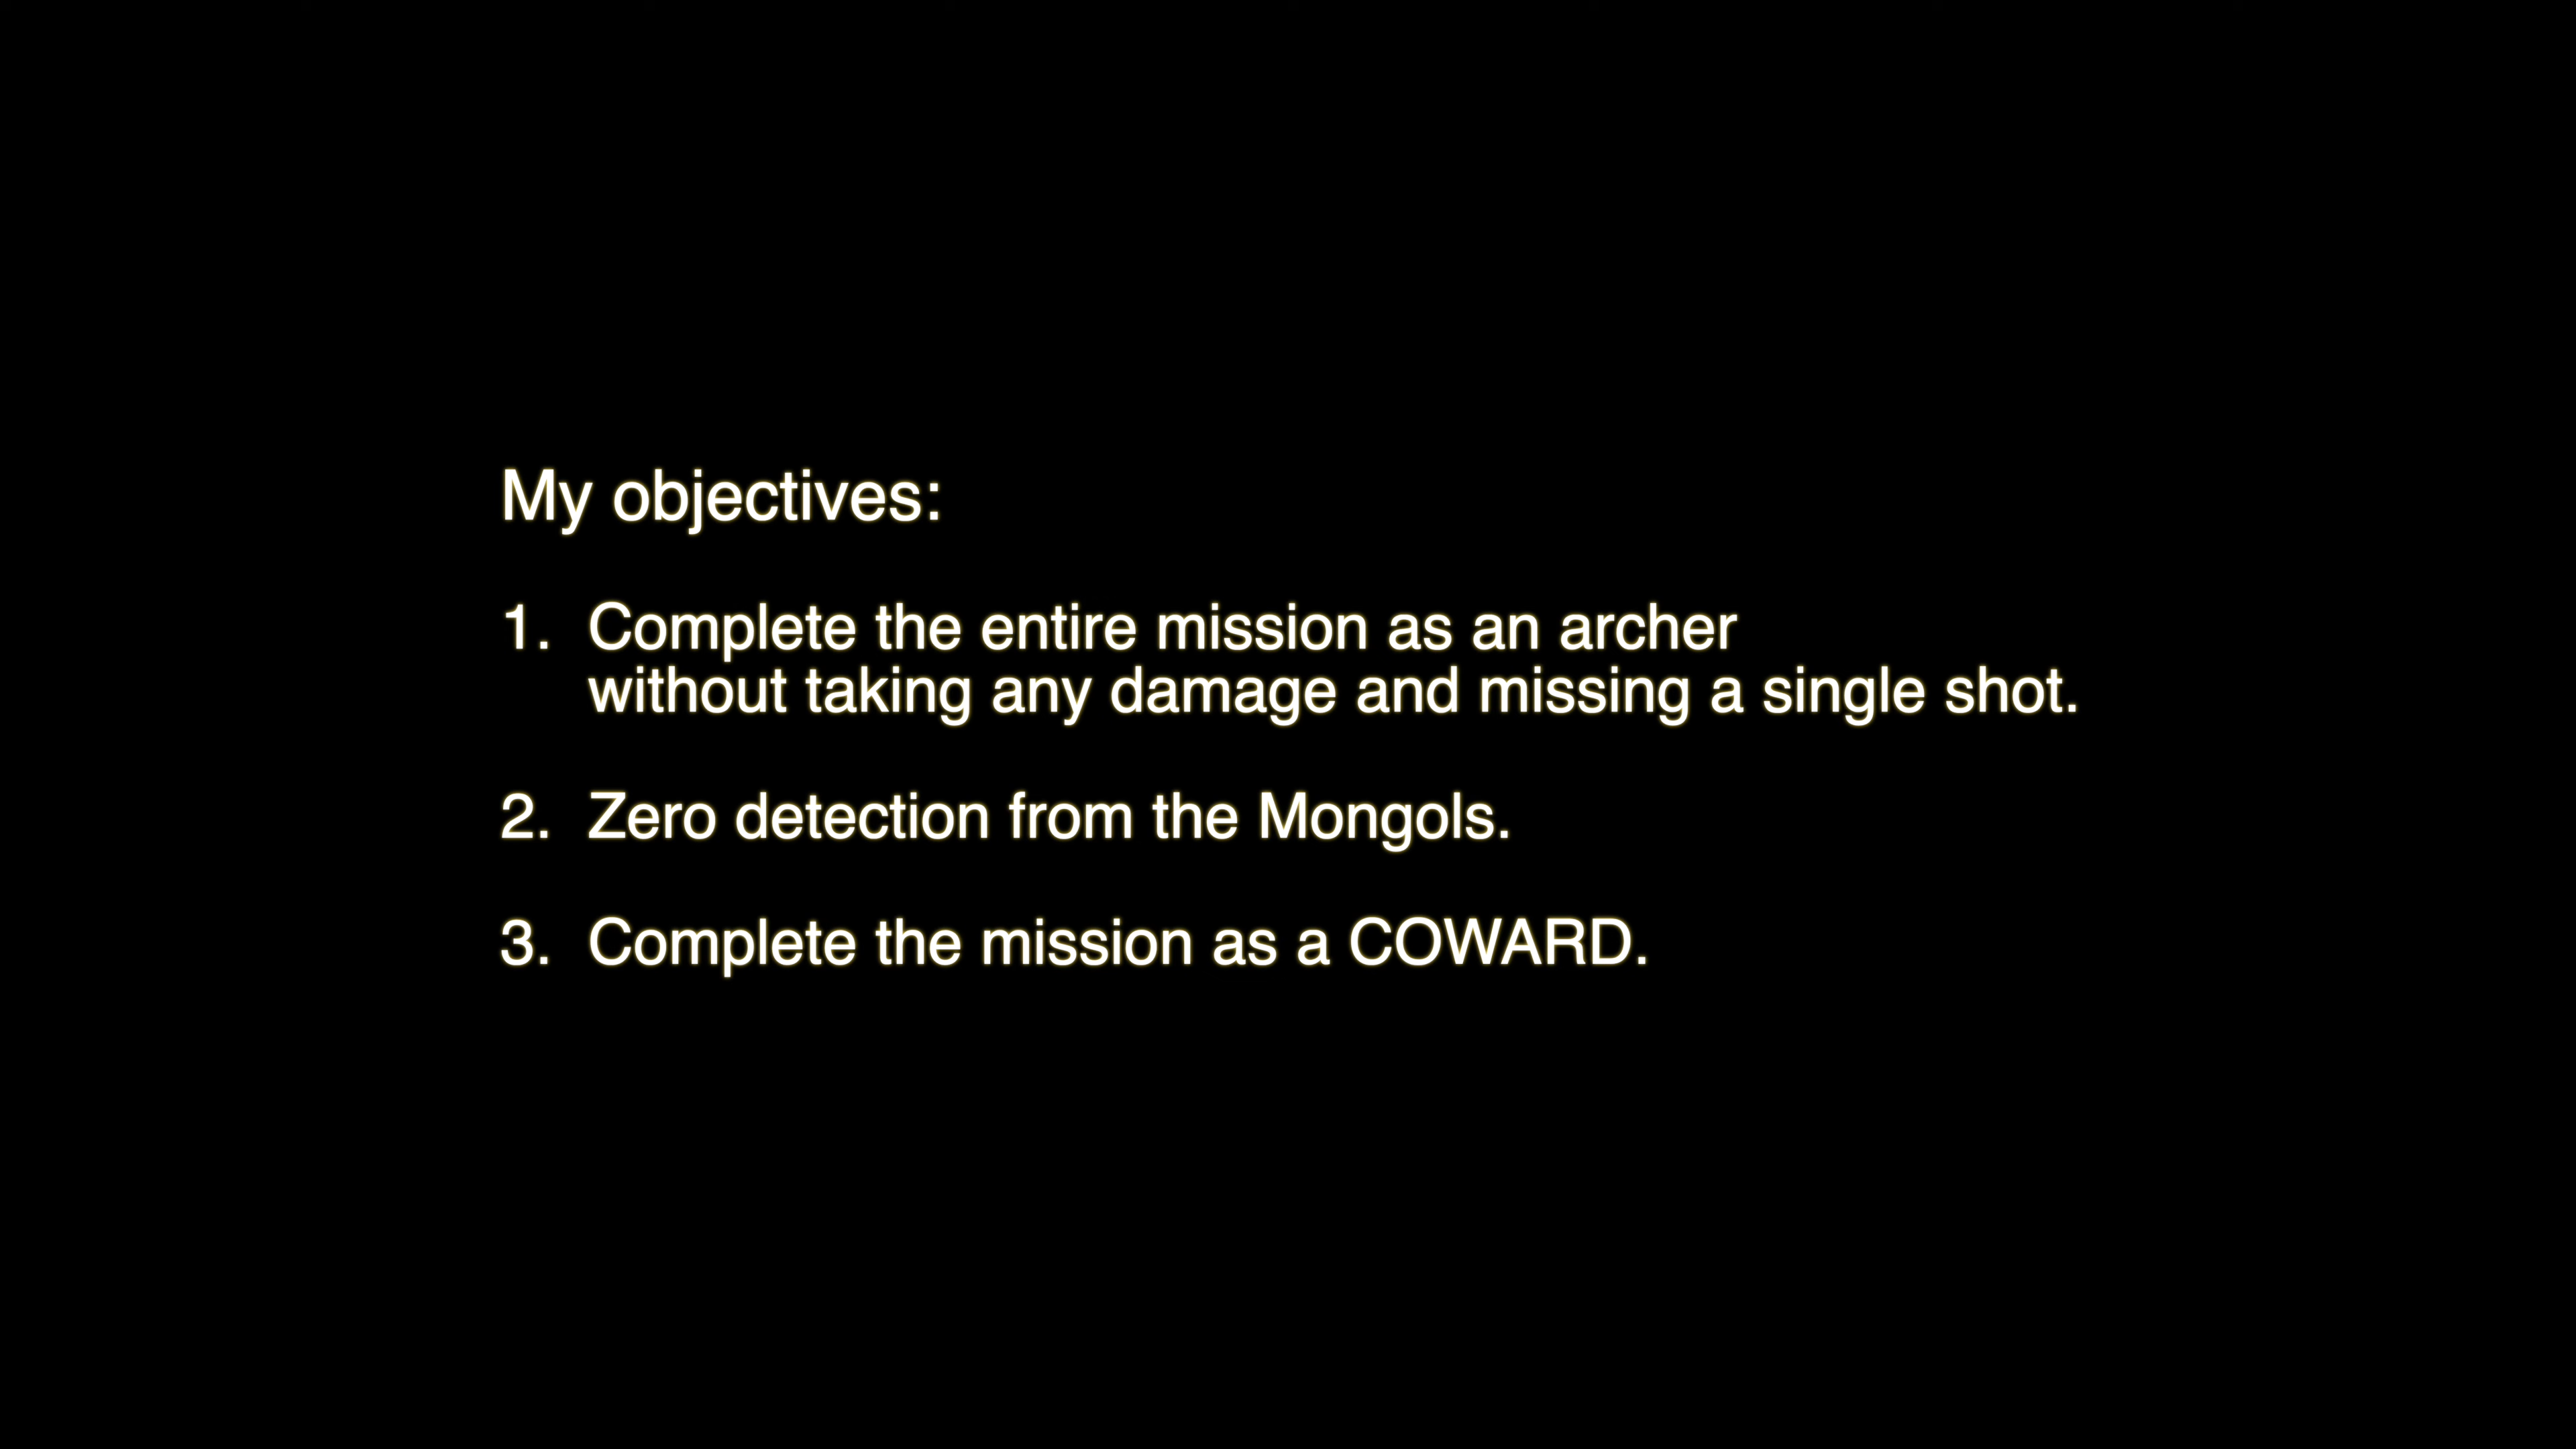 My objectives:
1. Complete the entire mission as an archer
without taking any damage and missing a single shot.
2. Zero detection from the Mongols.
3. Complete the mission as a COWARD.